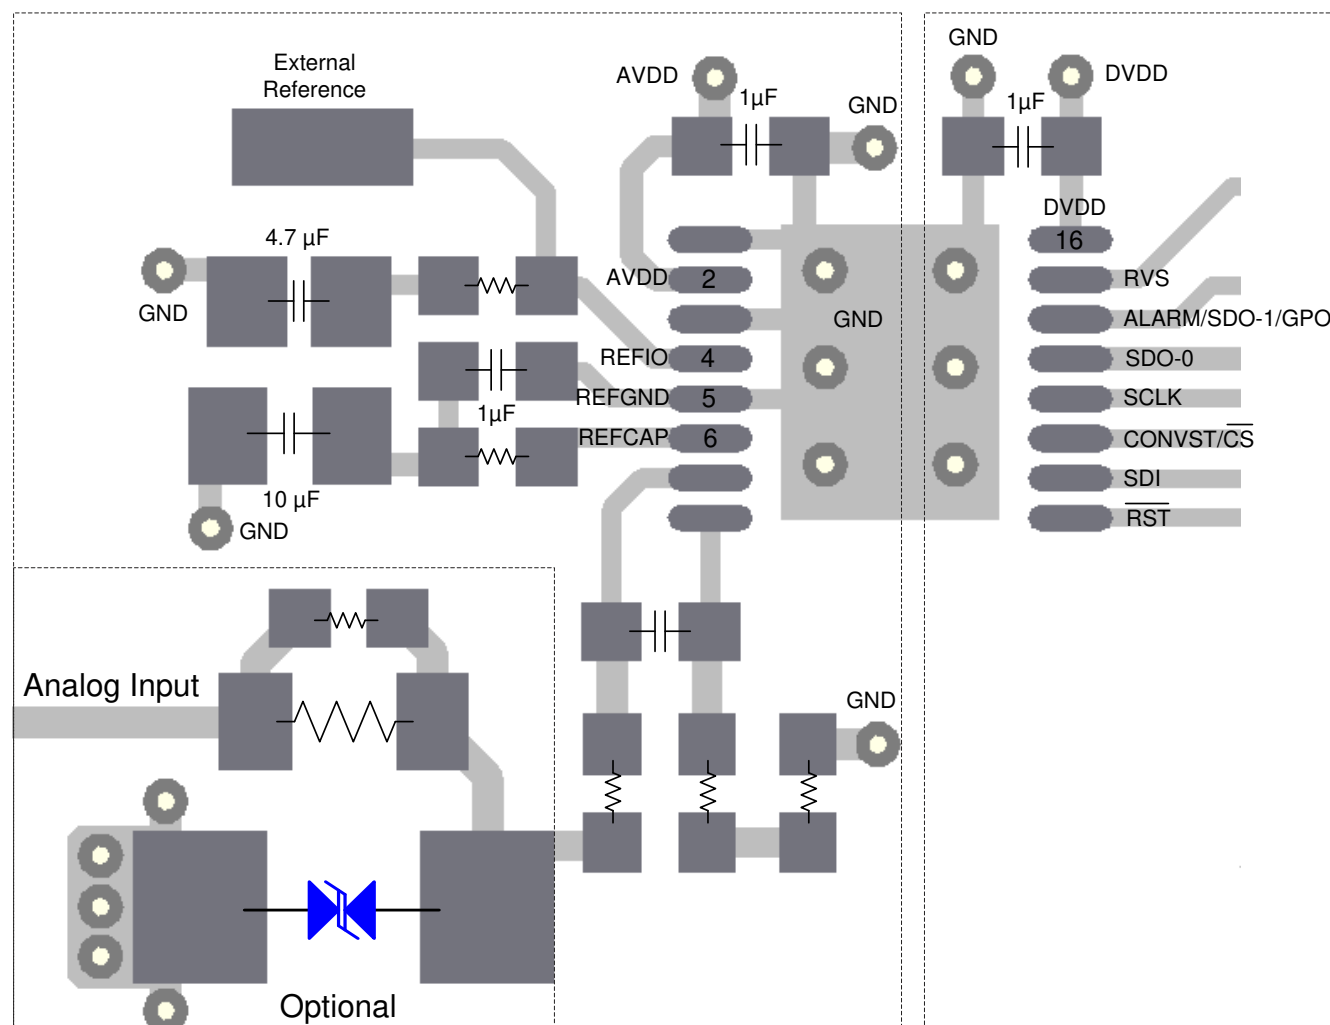 External
Reference
AVDD
1µF
GND
GND
1µF
DVDD
4.7 µF
GND
DVDD
16
AVDD
2
RVS
GND
ALARM/SDO-1/GPO
REFIO
4
SDO-0
REFGND
5
SCLK
1µF
REFCAP
6
CONVST/CS
SDI
10 µF
GND
RST
Analog Input
GND
Optional